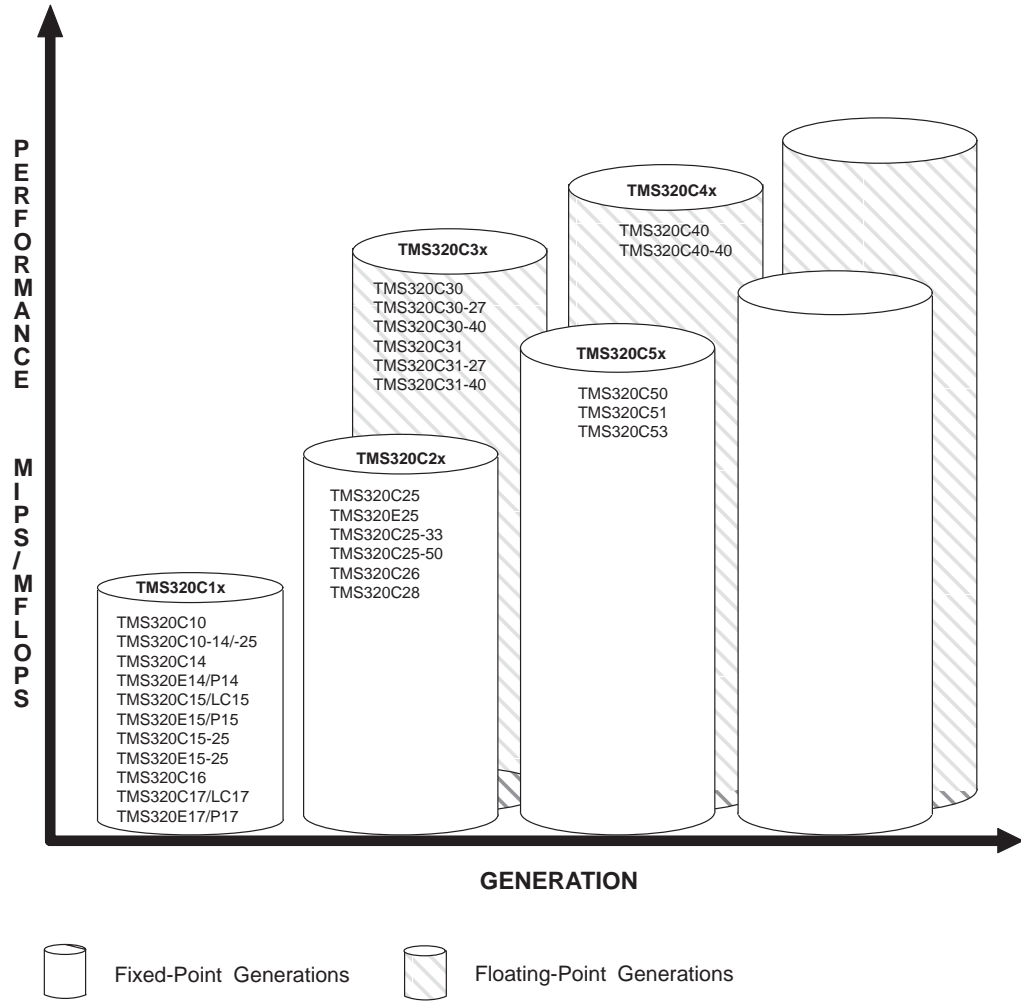 PERFORMANCE
MIPS/MFLOPS
TMS320C1x
TMS320C10
TMS320C10-14/-25
TMS320C14
TMS320E14/P14
TMS320C15/LC15
TMS320E15/P15
TMS320C15-25
TMS320E15-25
TMS320C16
TMS320C17/LC17
TMS320E17/P17
TMS320C2x
TMS320C25
TMS320E25
TMS320C25-33
TMS320C25-50
TMS320C26
TMS320C28
TMS320C3x
TMS320C30
TMS320C30-27
TMS320C30-40
TMS320C31
TMS320C31-27
TMS320C31-40
TMS320C5x
TMS320C50
TMS320C51
TMS320C53
TMS320C4x
TMS320C40
TMS320C40-40
GENERATION
Fixed-Point Generations
Floating-Point Generations